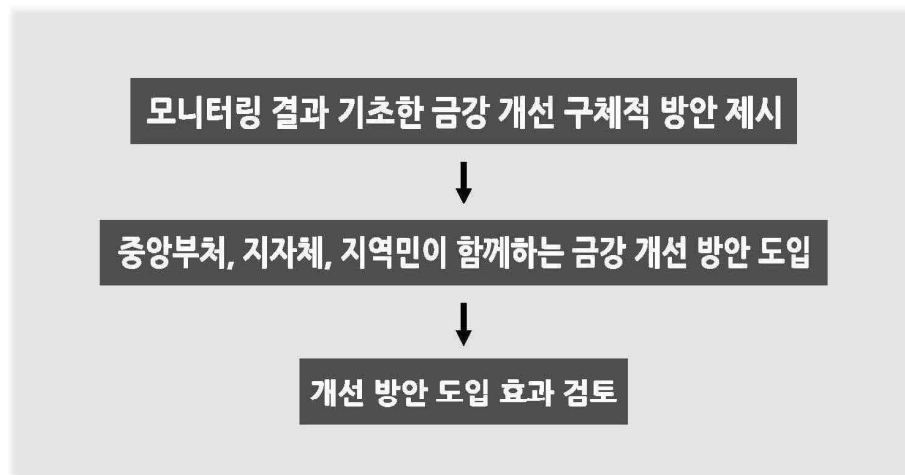 모니터링 결과 기초한 금강 개선 구체적 방안 제시
중앙부처, 지자체, 지역민이 함께하는 금강 개선 방안 도입
개선 방안 도입 효과 검토